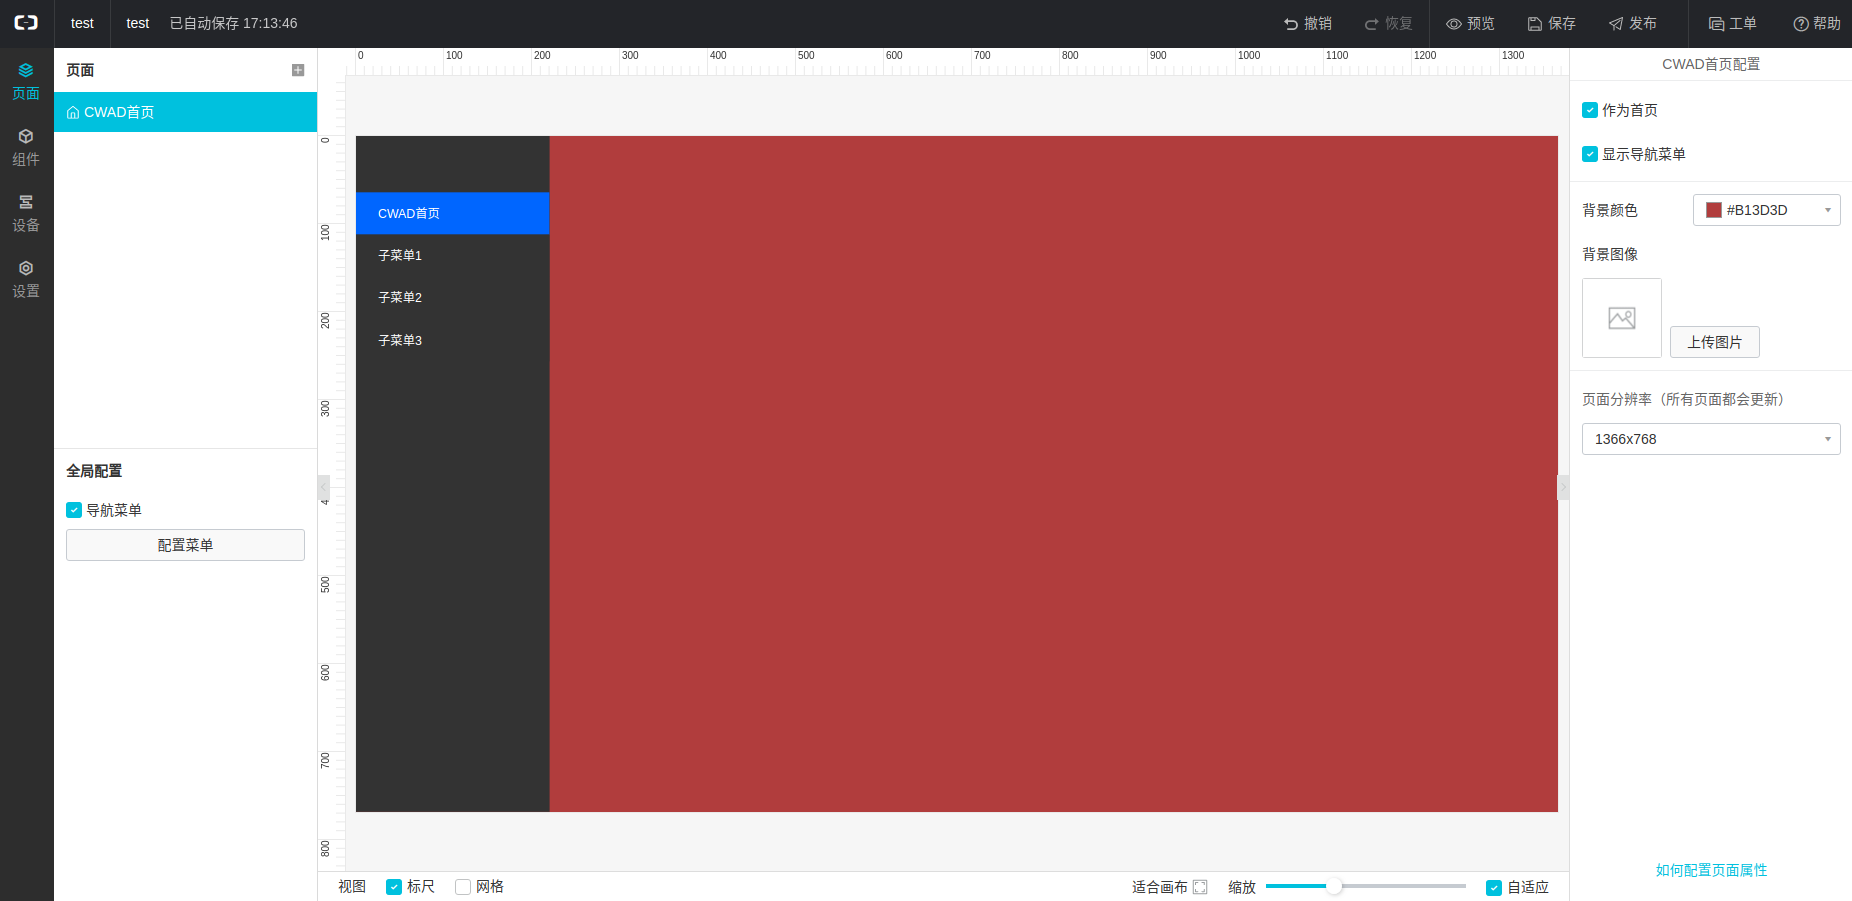 test test 已自动保存 17:13:46 撤销 恢复 预览 保存 发布 工单 帮助
页面
组件
设备
设置
页面
CWAD首页
全局配置
导航菜单
配置菜单
0 100 200 300 400 500 600 700 800 900 1000 1100 1200 1300
0
100
200
300
4
500
600
700
800
CWAD首页
子菜单1
子菜单2
子菜单3
视图 标尺 网格 适合画布 缩放 自适应
CWAD首页配置
作为首页
显示导航菜单
背景颜色 #B13D3D
背景图像
上传图片
页面分辨率（所有页面都会更新）
1366x768
如何配置页面属性